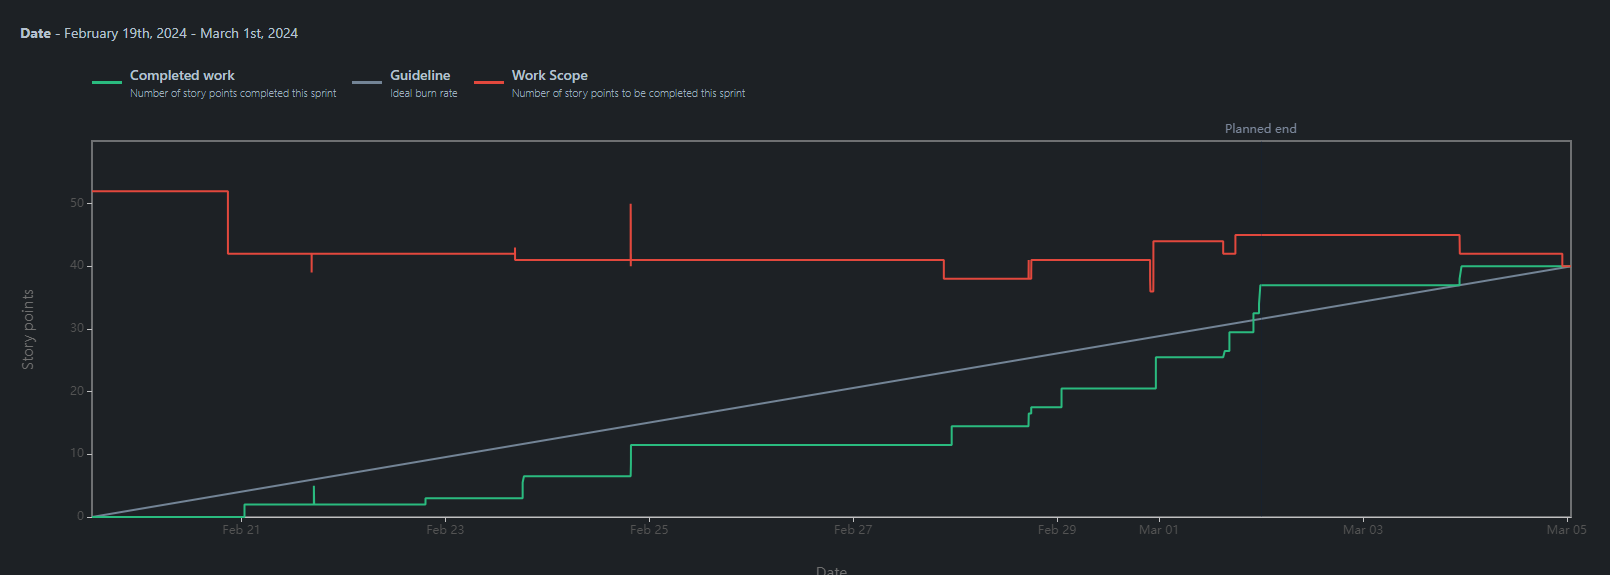 Date - February 19th, 2024 - March 1st, 2024
Completed work
Number of story points completed this sprint
Guideline
Ideal burn rate
Work Scope
Number of story points to be completed this sprint
Planned end
50
40
30
20
10
0
Story points
Feb 21
Feb 23
Feb 25
Feb 27
Feb 29
Mar 01
Mar 03
Mar 05
Date